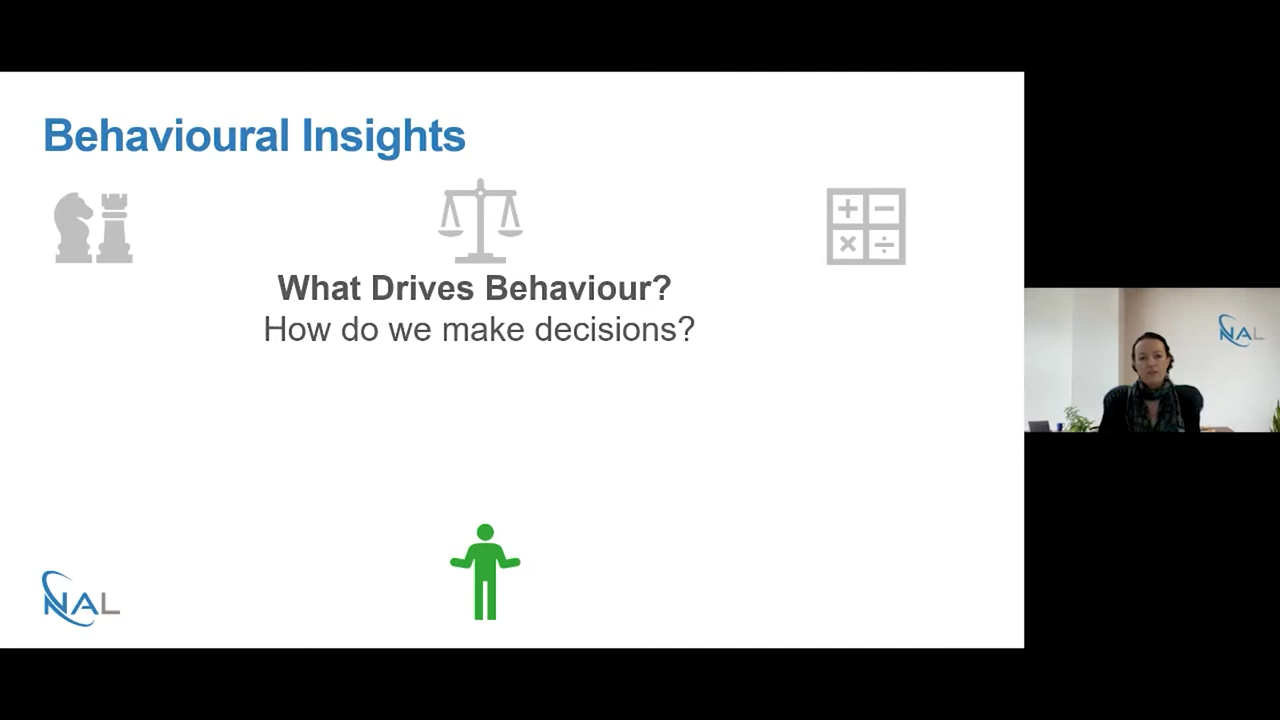 Behavioural Insights
What Drives Behaviour?
How do we make decisions?
NAL
NAL